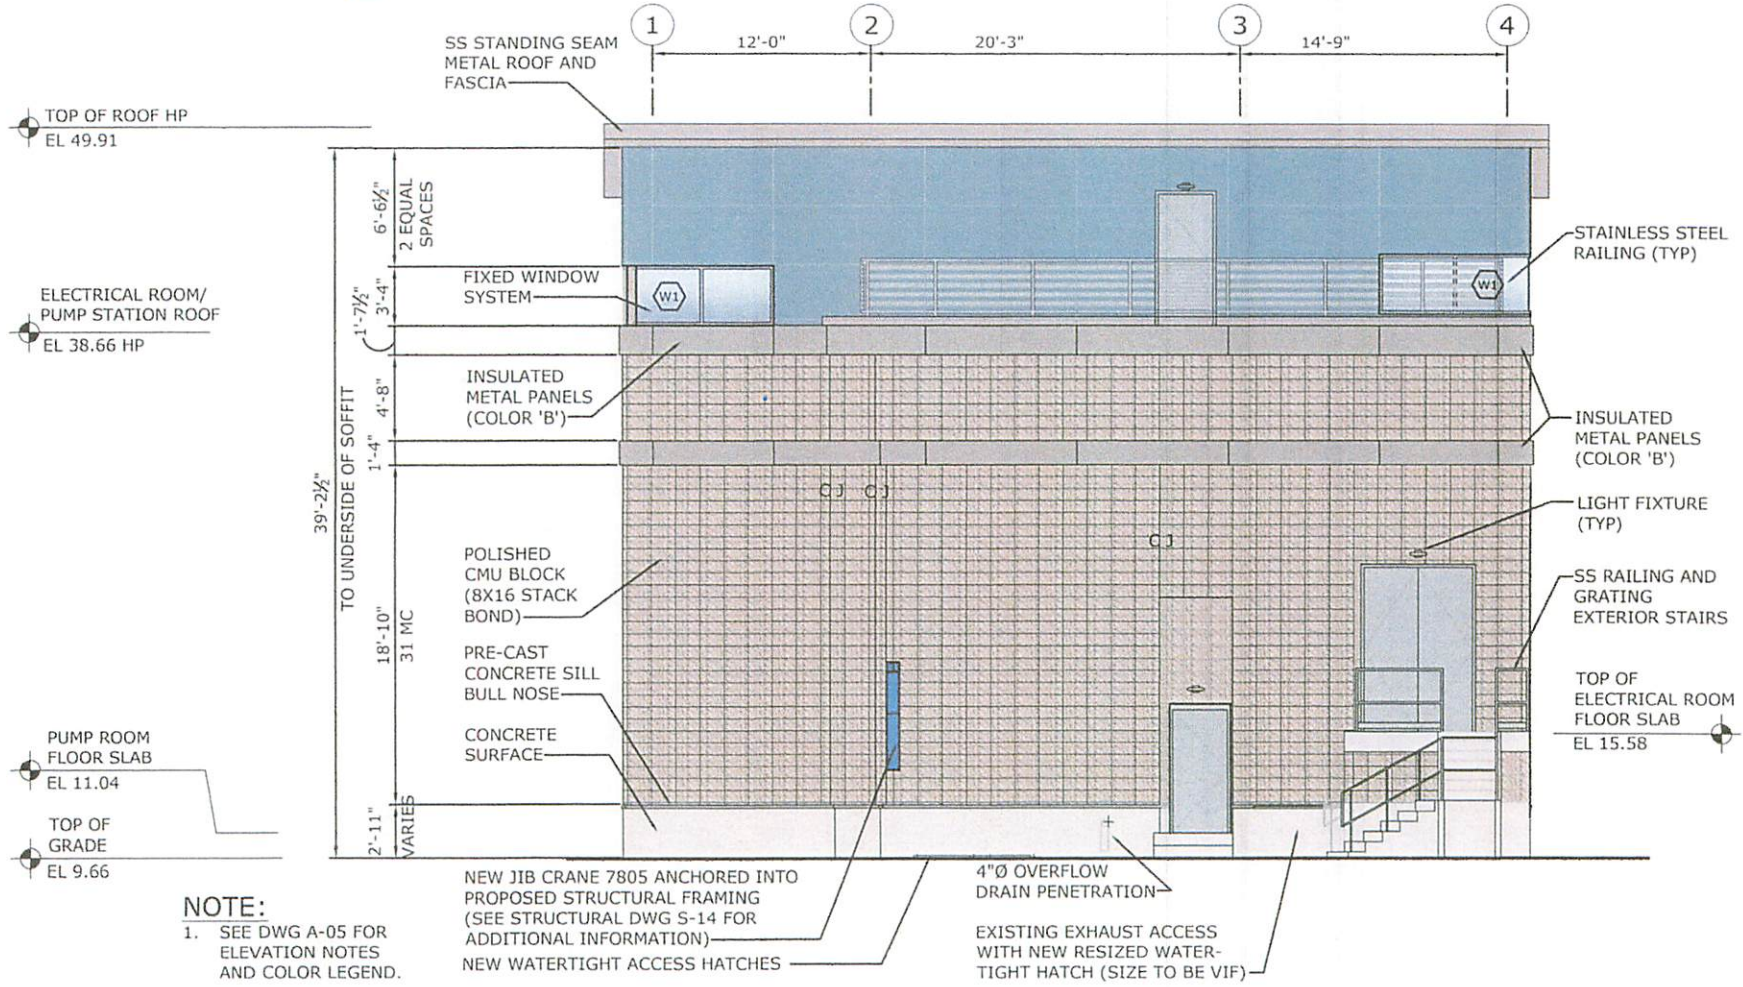 1
2
3
4
12'-0"
20'-3"
14'-9"
SS STANDING SEAM
METAL ROOF AND
FASCIA
TOP OF ROOF HP
EL 49.91
6'-6½"
2 EQUAL
SPACES
FIXED WINDOW
SYSTEM
W1
W1
STAINLESS STEEL
RAILING (TYP)
ELECTRICAL ROOM/
PUMP STATION ROOF
EL 38.66 HP
3'-4"
1'-7½"
INSULATED
METAL PANELS
(COLOR 'B')
4'-8"
1'-4"
INSULATED
METAL PANELS
(COLOR 'B')
39'-2½"
TO UNDERSIDE OF SOFFIT
CJ
CJ
CJ
LIGHT FIXTURE
(TYP)
POLISHED
CMU BLOCK
(8X16 STACK
BOND)
18'-10"
31 MC
SS RAILING AND
GRATING
EXTERIOR STAIRS
PRE-CAST
CONCRETE SILL
BULL NOSE
TOP OF
ELECTRICAL ROOM
FLOOR SLAB
EL 15.58
CONCRETE
SURFACE
PUMP ROOM
FLOOR SLAB
EL 11.04
2'-11"
VARIES
TOP OF
GRADE
EL 9.66
NEW JIB CRANE 7805 ANCHORED INTO
PROPOSED STRUCTURAL FRAMING
(SEE STRUCTURAL DWG S-14 FOR
ADDITIONAL INFORMATION)
NEW WATERTIGHT ACCESS HATCHES
4"Ø OVERFLOW
DRAIN PENETRATION
EXISTING EXHAUST ACCESS
WITH NEW RESIZED WATER-
TIGHT HATCH (SIZE TO BE VIF)
NOTE:
1. SEE DWG A-05 FOR
ELEVATION NOTES
AND COLOR LEGEND.